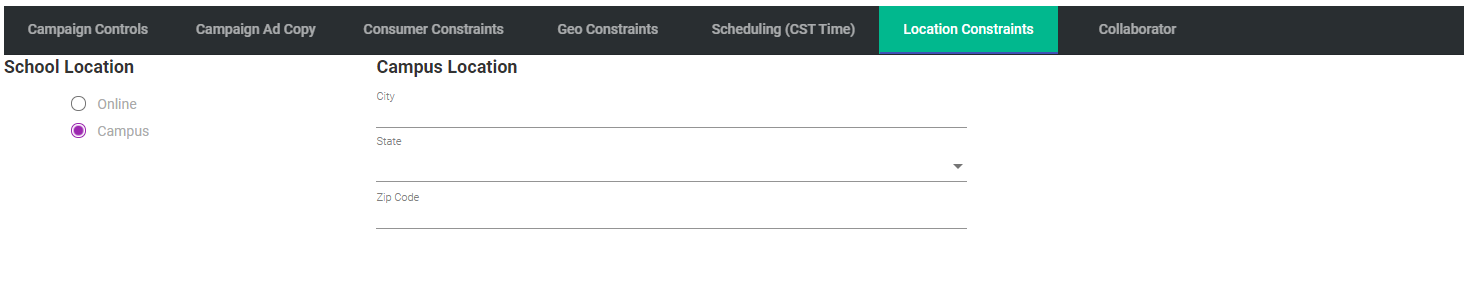 Campaign Controls Campaign Ad Copy Consumer Constraints Geo Constraints Scheduling (CST Time) Location Constraints Collaborator
School Location
Online
Campus
Campus Location
City
State
Zip Code